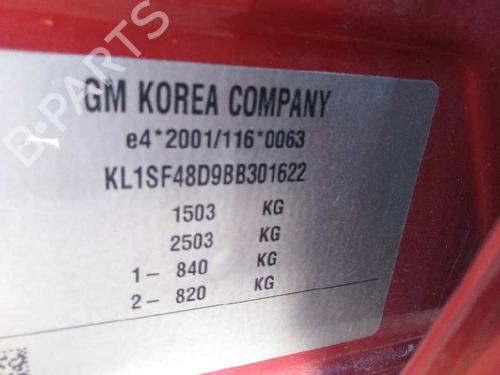 B-PARTS
GM KOREA COMPANY
e4*2001/116*0063
KL1SF48D9BB301622
1503 KG
2503 KG
1- 840 KG
2- 820 KG